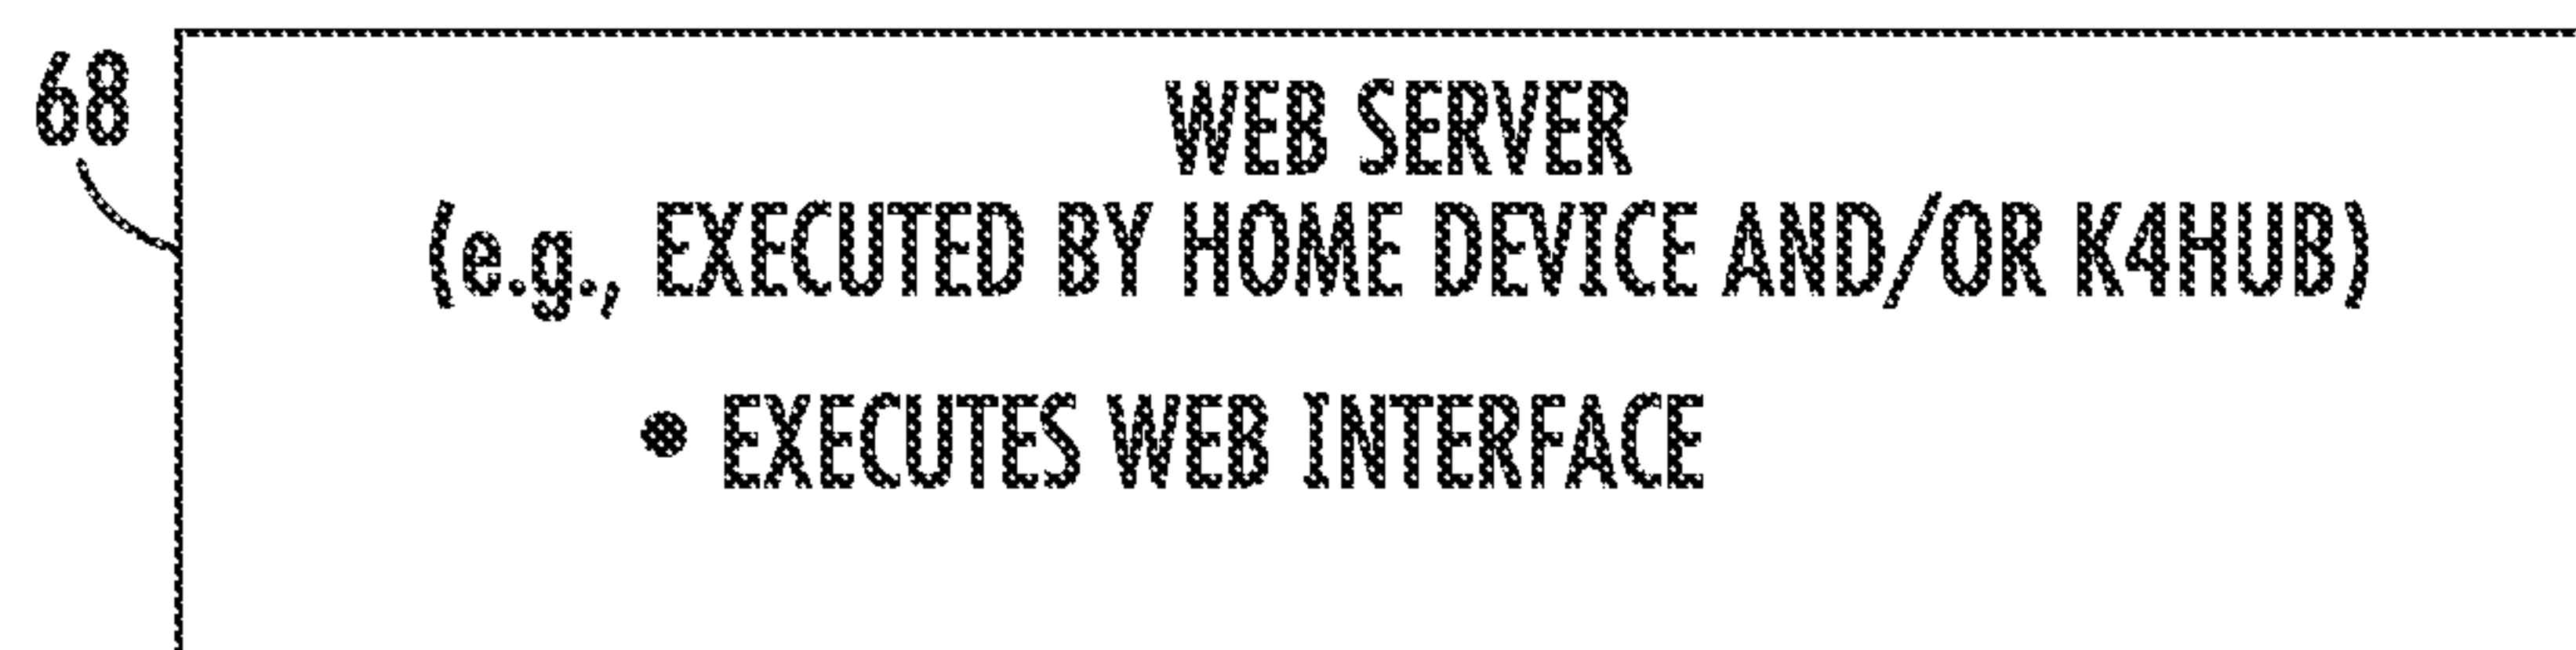 68
WEB SERVER
(e.g., EXECUTED BY HOME DEVICE AND/OR K4HUB)
• EXECUTES WEB INTERFACE